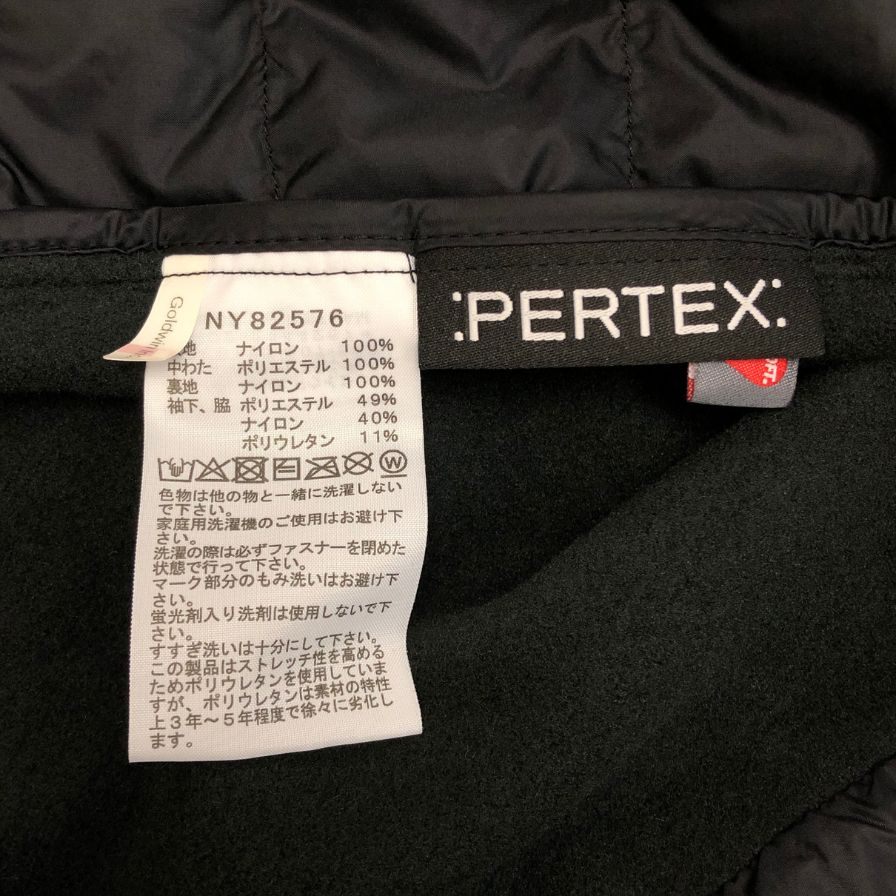 Goldwin
NY82576
地 ナイロン 100%
中わた ポリエステル 100%
裏地 ナイロン 100%
袖下、脇 ポリエステル 49%
ナイロン 40%
ポリウレタン 11%
W
色物は他の物と一緒に洗濯しない
で下さい。
家庭用洗濯機のご使用はお避け下
さい。
洗濯の際は必ずファスナーを閉めた
状態で行って下さい。
マーク部分のもみ洗いはお避け下
さい。
蛍光剤入り洗剤は使用しないで下
さい。
すすぎ洗いは十分にして下さい。
この製品はストレッチ性を高める
ためポリウレタンを使用していま
すが、ポリウレタンは素材の特性
上3年～5年程度で徐々に劣化し
ます。
:PERTEX: